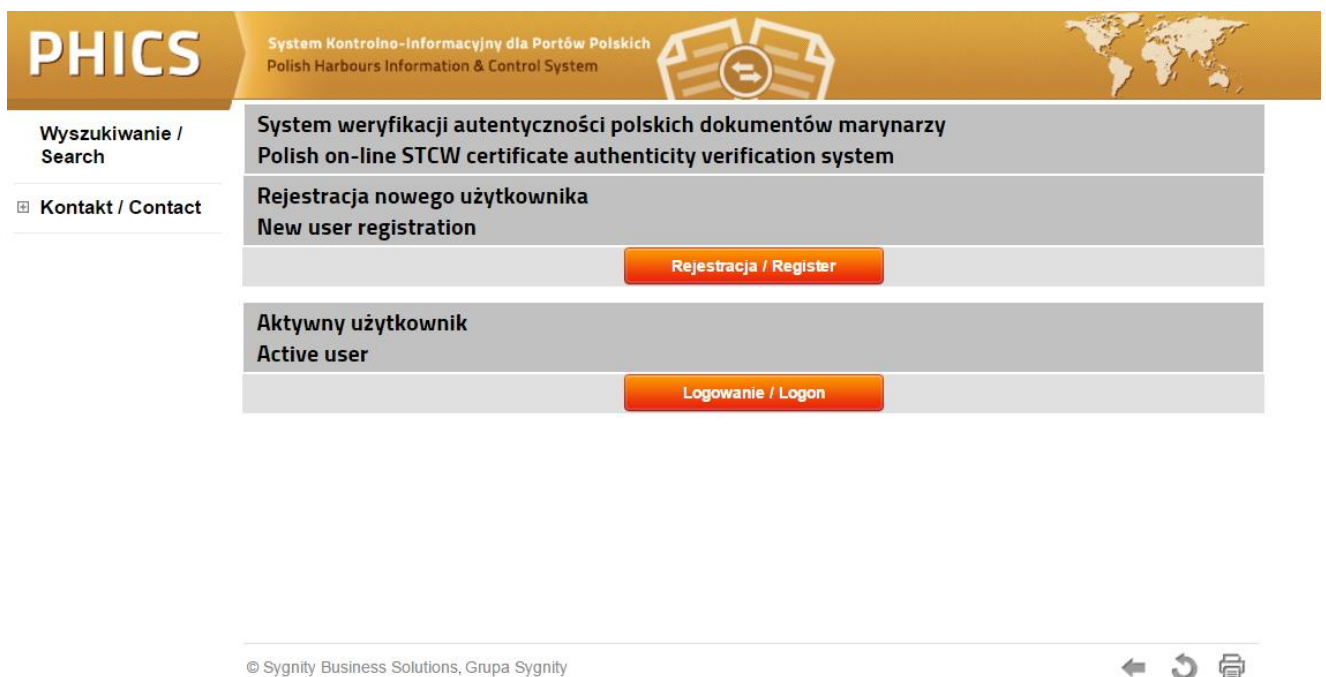 PHICS
System Kontrolno-Informacyjny dla Portów Polskich
Polish Harbours Information & Control System
Wyszukiwanie /
Search
Kontakt / Contact
System weryfikacji autentyczności polskich dokumentów marynarzy
Polish on-line STCW certificate authenticity verification system
Rejestracja nowego użytkownika
New user registration
Rejestracja / Register
Aktywny użytkownik
Active user
Logowanie / Logon
© Sygnity Business Solutions, Grupa Sygnity